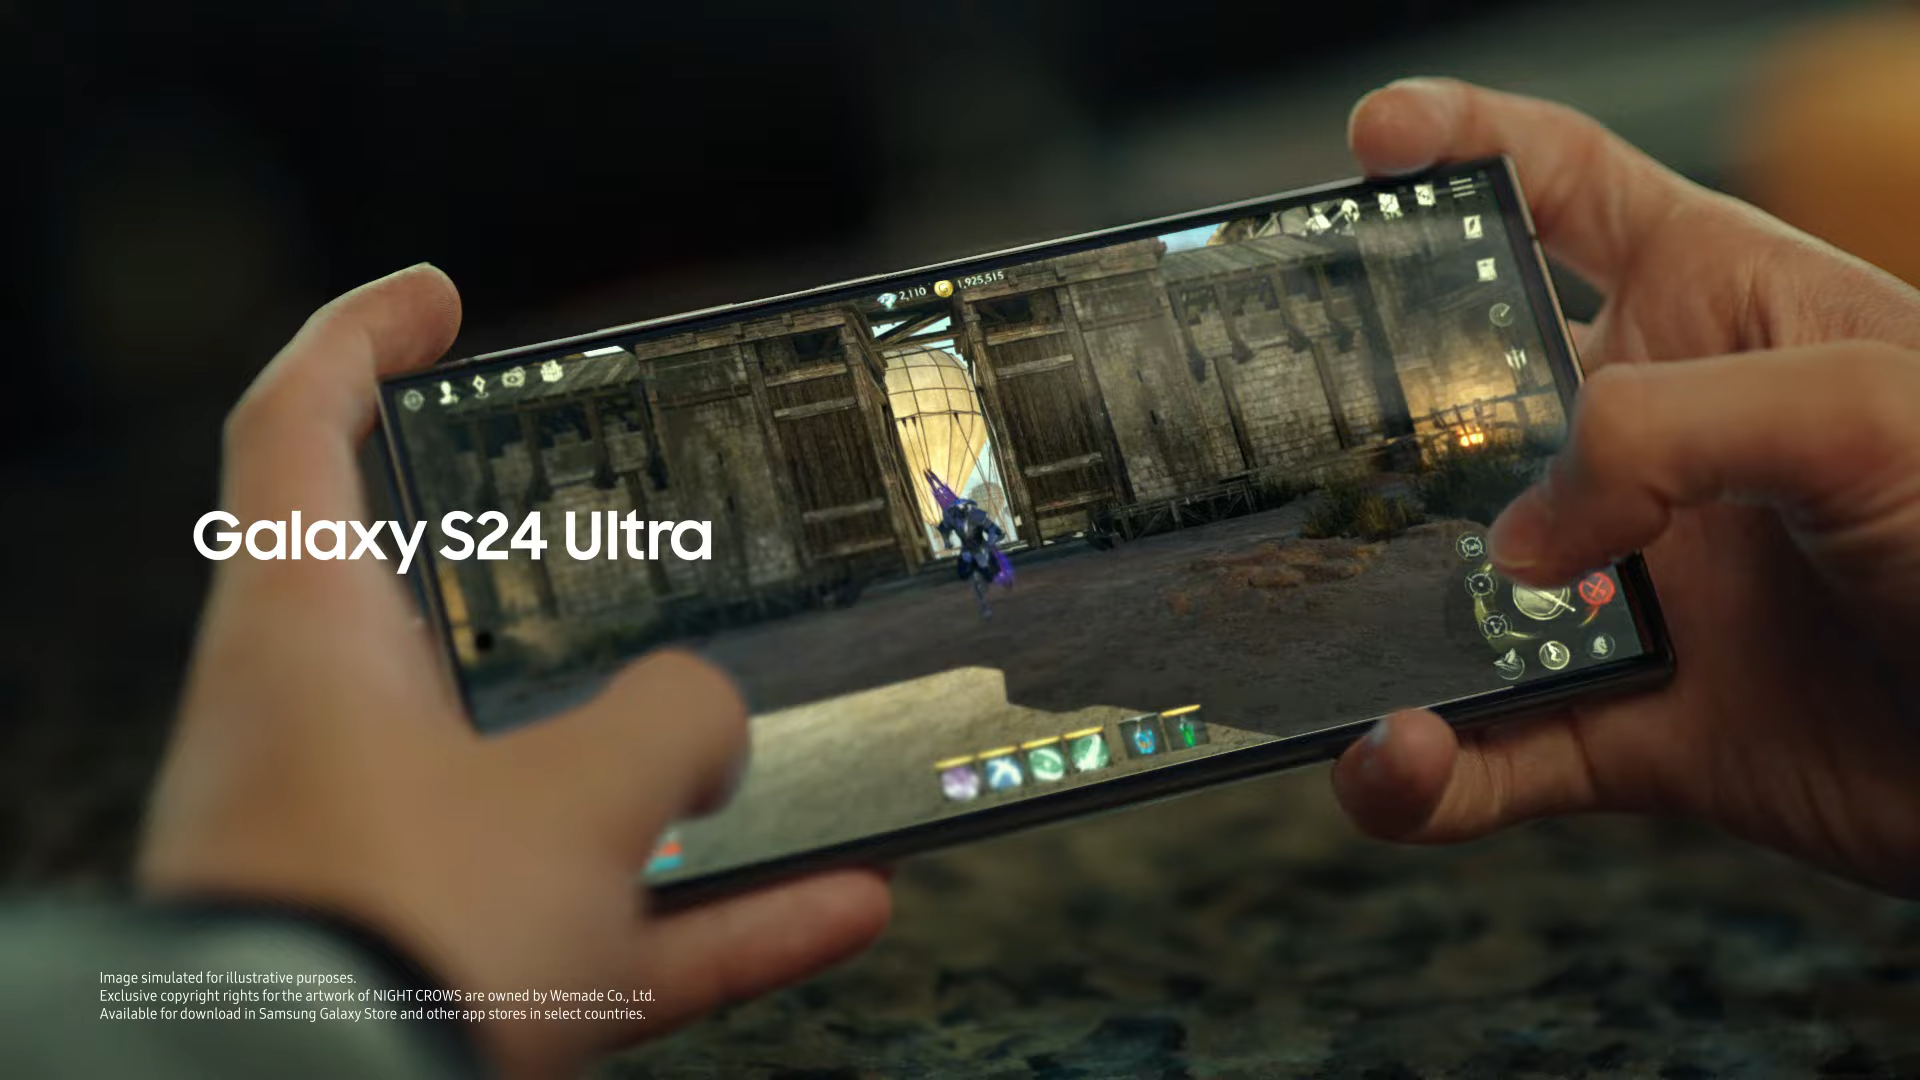 2,110 1,925,515
Galaxy S24 Ultra
Tab
Image simulated for illustrative purposes.
Exclusive copyright rights for the artwork of NIGHT CROWS are owned by Wemade Co., Ltd.
Available for download in Samsung Galaxy Store and other app stores in select countries.